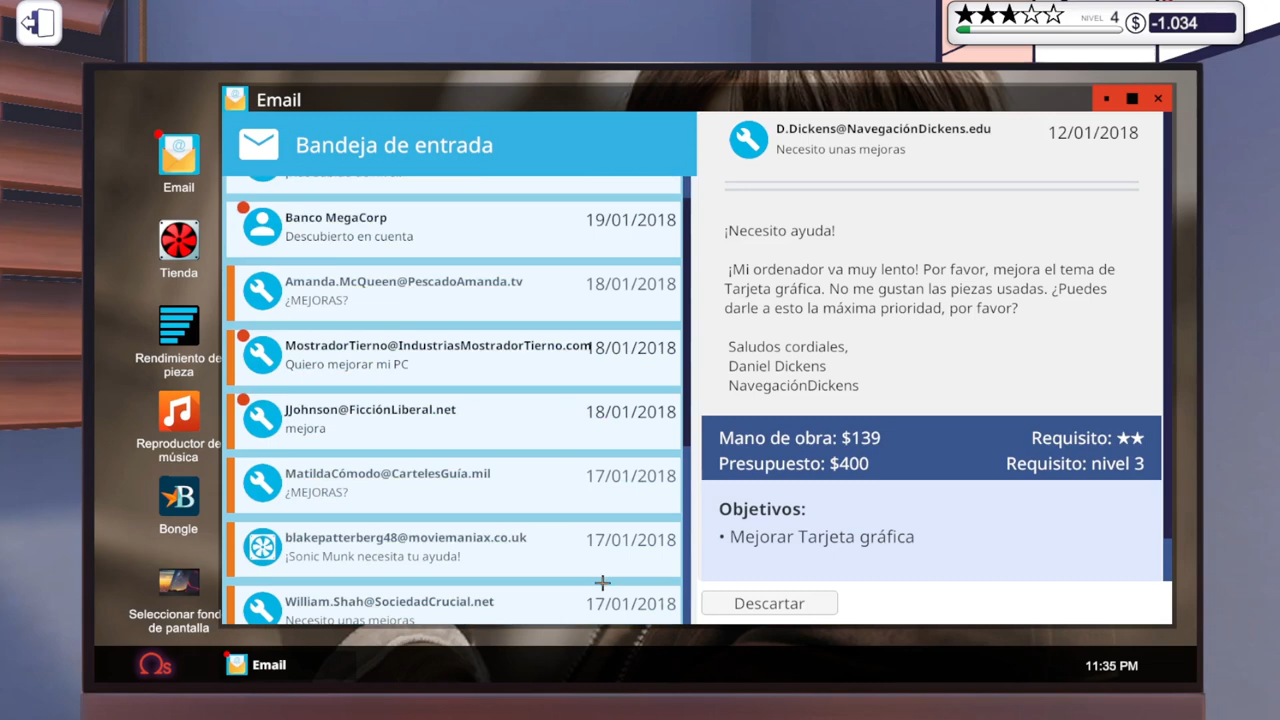 NIVEL 4
$ -1.034
Email
Bandeja de entrada
Banco MegaCorp 19/01/2018
Descubierto en cuenta
Amanda.McQueen@PescadoAmanda.tv 18/01/2018
¿MEJORAS?
MostradorTierno@IndustriasMostradorTierno.com 18/01/2018
Quiero mejorar mi PC
JJohnson@FicciónLiberal.net 18/01/2018
mejora
MatildaCómodo@CartelesGuía.mil 17/01/2018
¿MEJORAS?
blakepatterberg48@moviemaniax.co.uk 17/01/2018
¡Sonic Munk necesita tu ayuda!
William.Shah@SociedadCrucial.net 17/01/2018
Necesito unas mejoras
D.Dickens@NavegaciónDickens.edu 12/01/2018
Necesito unas mejoras
¡Necesito ayuda!
¡Mi ordenador va muy lento! Por favor, mejora el tema de
Tarjeta gráfica. No me gustan las piezas usadas. ¿Puedes
darle a esto la máxima prioridad, por favor?
Saludos cordiales,
Daniel Dickens
NavegaciónDickens
Mano de obra: $139 Requisito: ★★
Presupuesto: $400 Requisito: nivel 3
Objetivos:
• Mejorar Tarjeta gráfica
Descartar
Email
Tienda
Rendimiento de
pieza
Reproductor de
música
B
Bongle
Seleccionar fond
de pantalla
Ωs
Email
11:35 PM